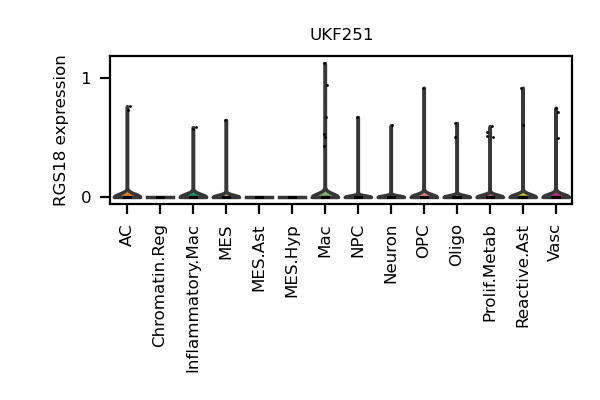 UKF251
RGS18 expression
1
0
AC
Chromatin.Reg
Inflammatory.Mac
MES
MES.Ast
MES.Hyp
Mac
NPC
Neuron
OPC
Oligo
Prolif.Metab
Reactive.Ast
Vasc